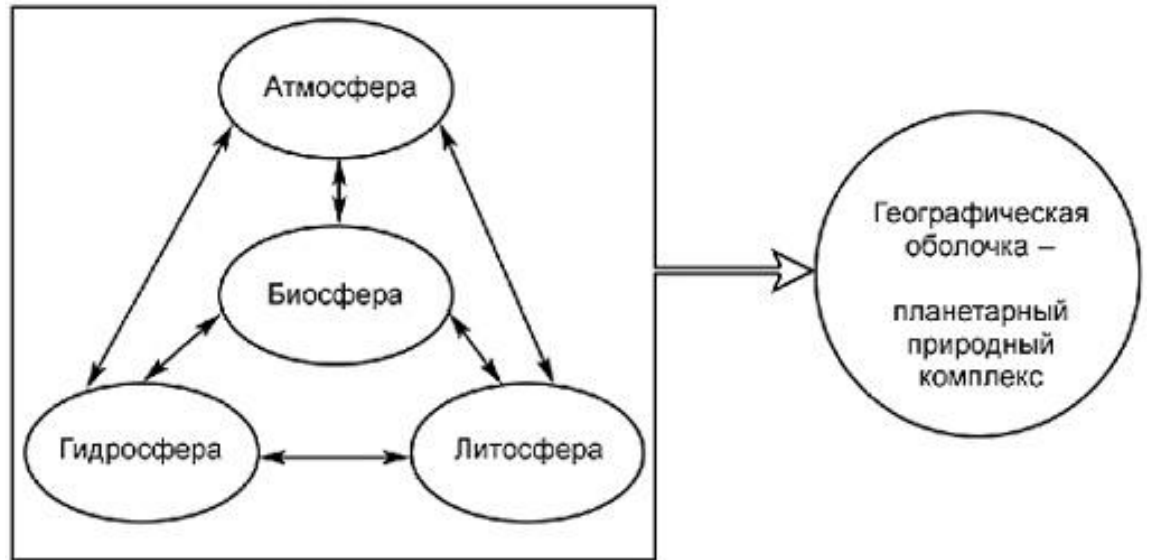 Атмосфера
Биосфера
Гидросфера
Литосфера
Географическая
оболочка –
планетарный
природный
комплекс